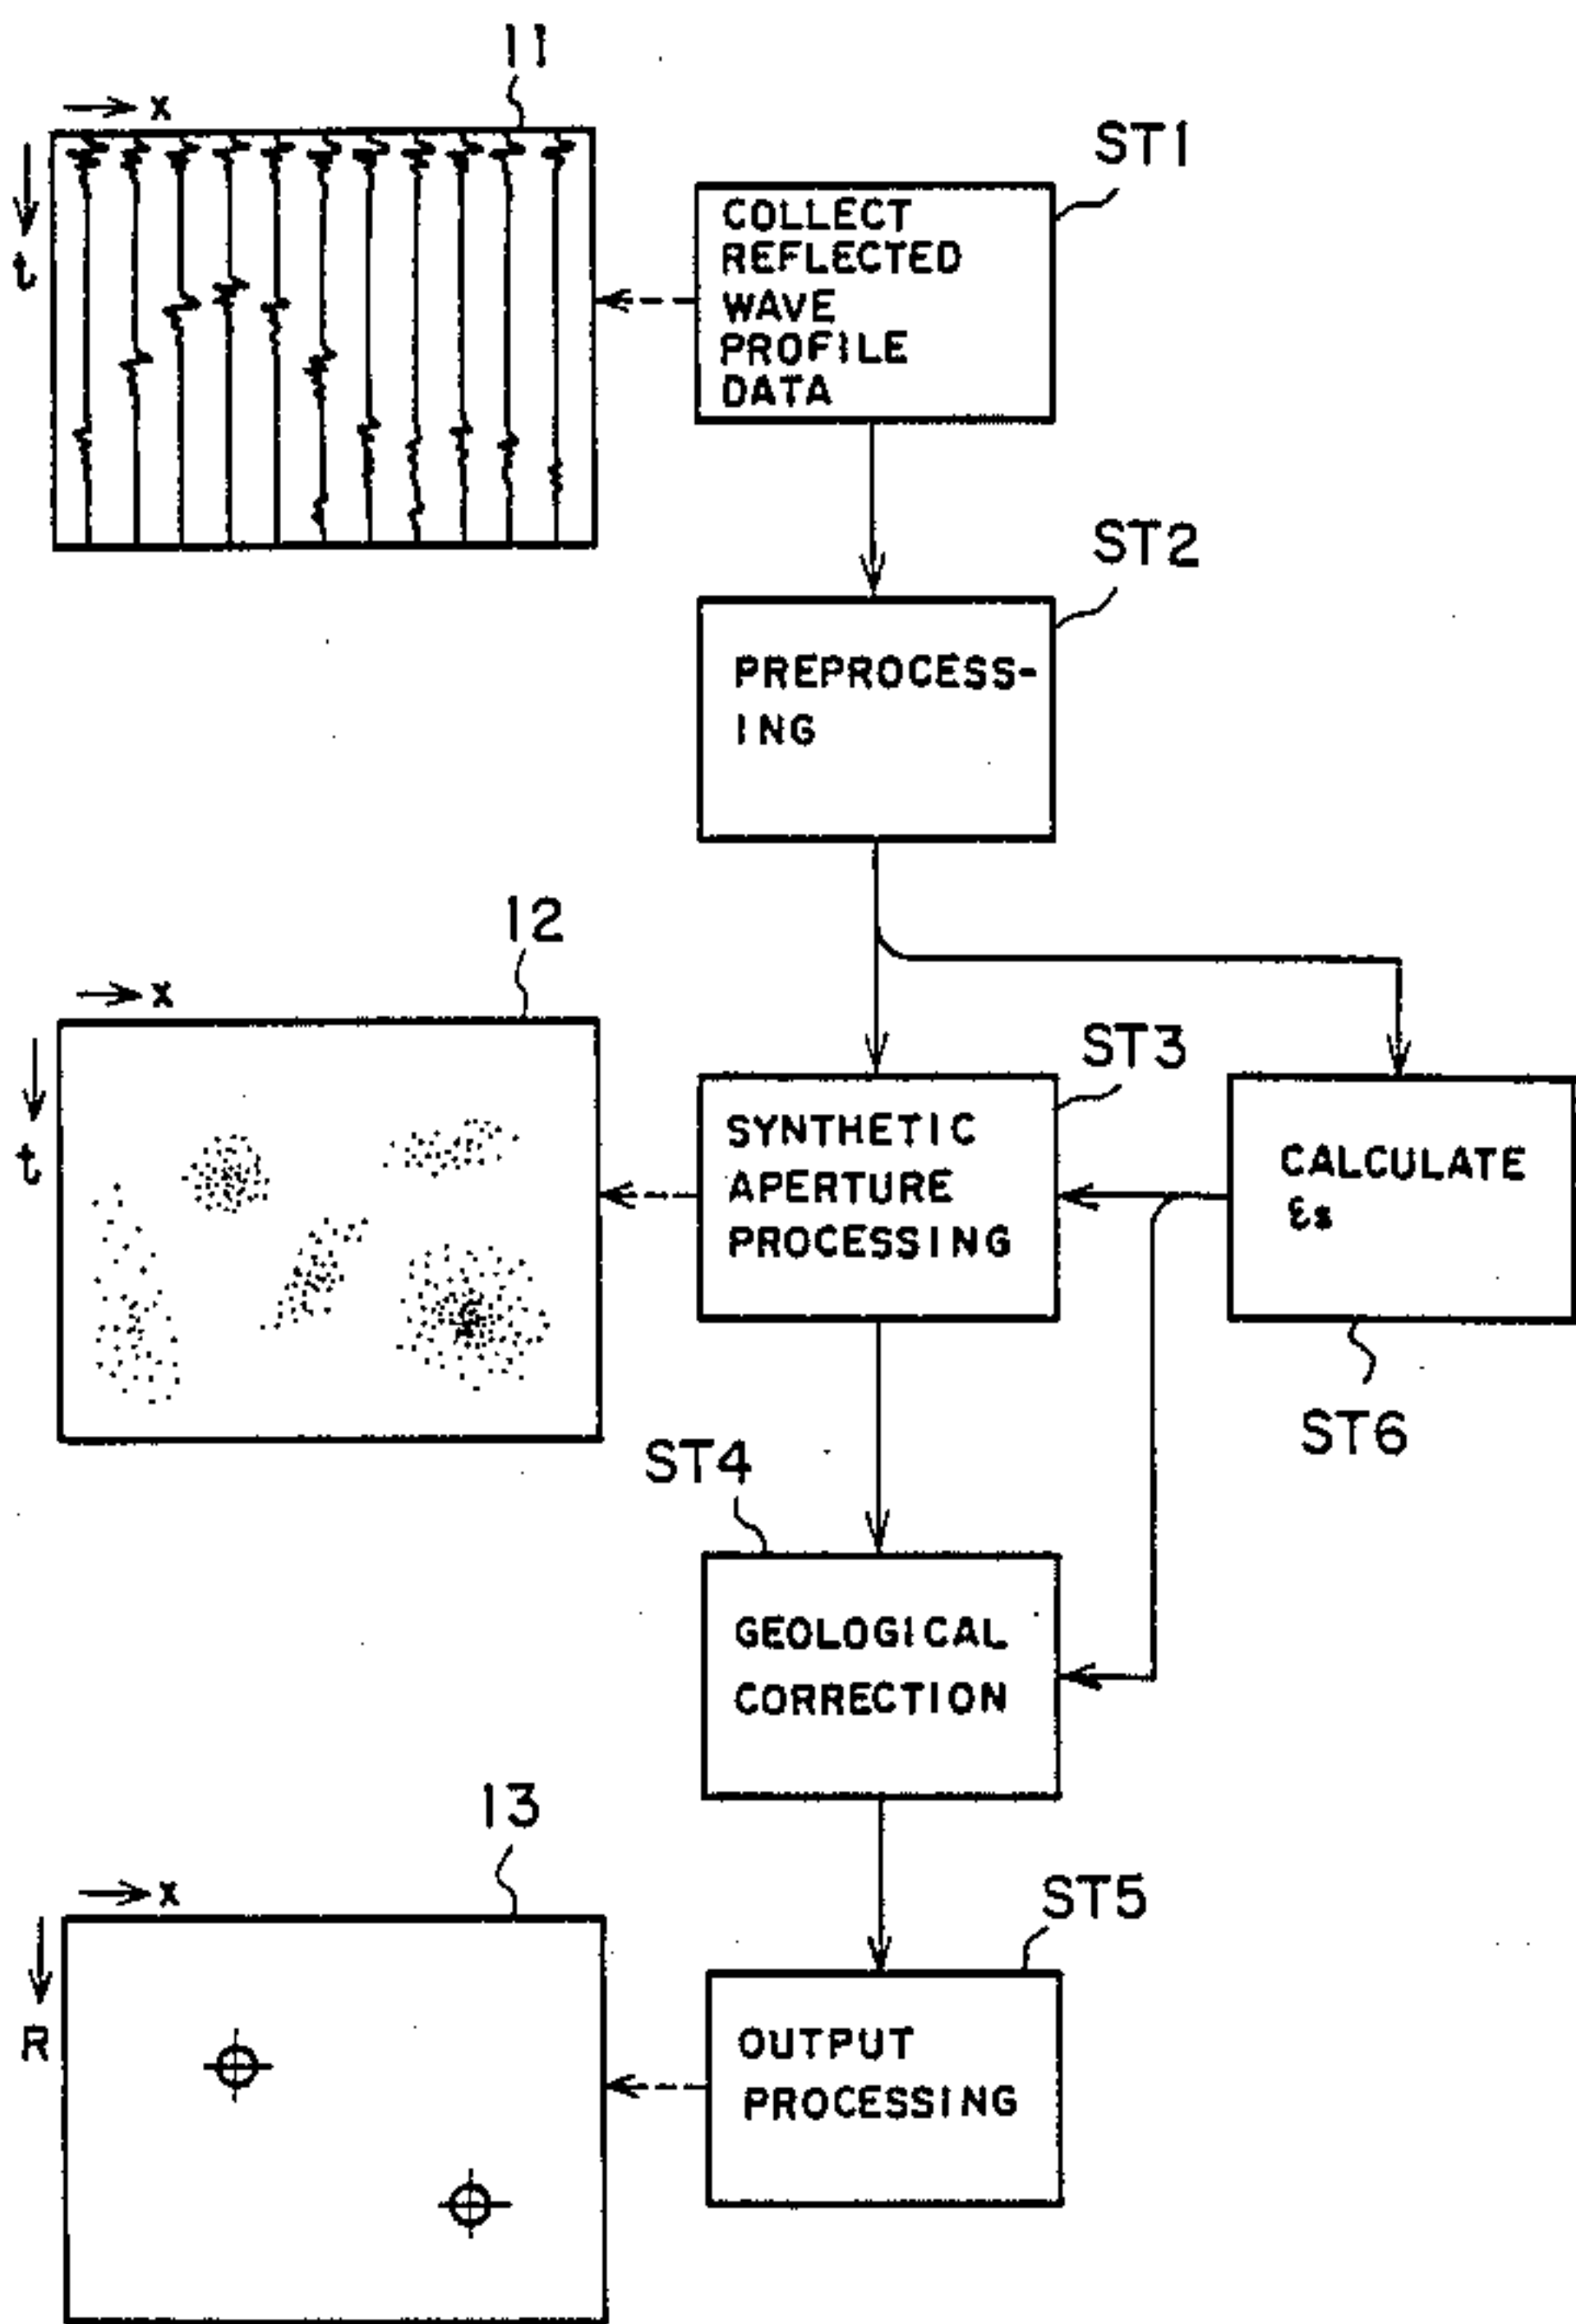 11
x
t
ST1
COLLECT
REFLECTED
WAVE
PROFILE
DATA
ST2
PREPROCESS-
ING
12
x
t
ST3
SYNTHETIC
APERTURE
PROCESSING
CALCULATE
εs
ST6
ST4
GEOLOGICAL
CORRECTION
13
x
R
ST5
OUTPUT
PROCESSING